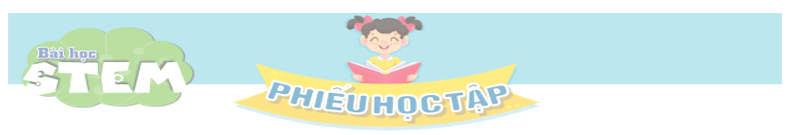 Bài học
STEM
PHIẾU HỌC TẬP